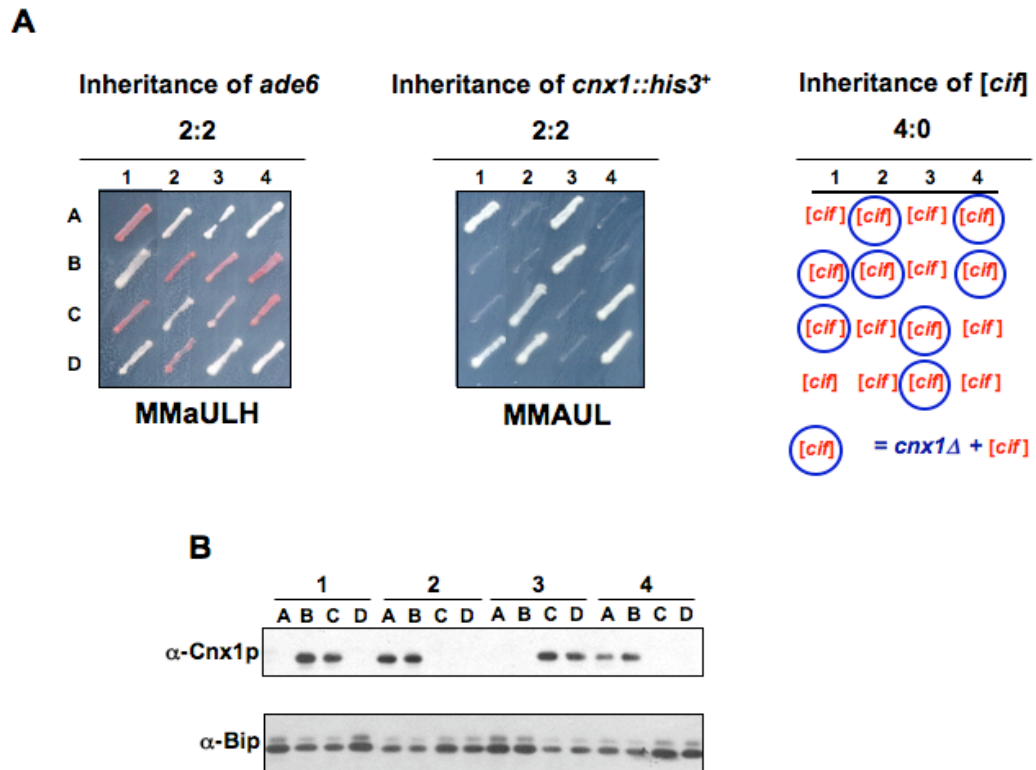 A
Inheritance of ade6
2:2
1 2 3 4
A
B
C
D
MMaULH
Inheritance of cnx1::his3⁺
2:2
1 2 3 4
MMAUL
Inheritance of [cif]
4:0
1 2 3 4
[cif] [cif] [cif] [cif]
[cif] [cif] [cif] [cif]
[cif] [cif] [cif] [cif]
[cif] [cif] [cif] [cif]
[cif] = cnx1Δ + [cif]
B
1 2 3 4
A B C D A B C D A B C D A B C D
α-Cnx1p
α-Bip